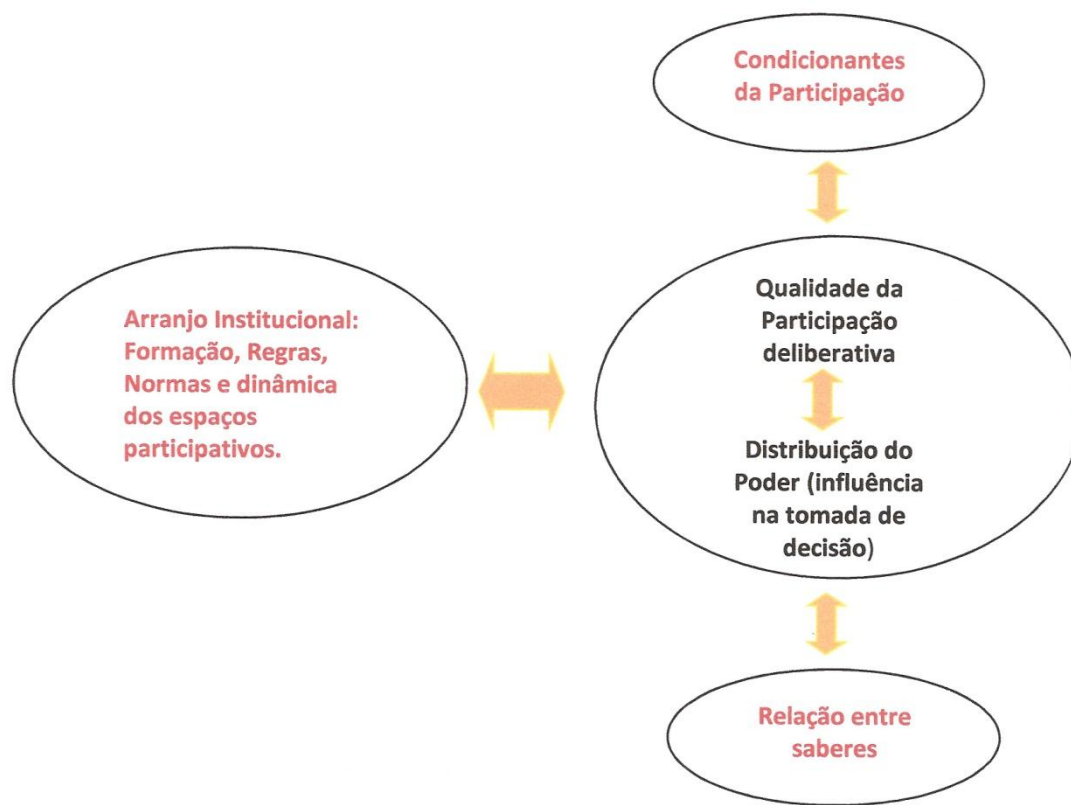 Condicionantes
da Participação
Arranjo Institucional:
Formação, Regras,
Normas e dinâmica
dos espaços
participativos.
Qualidade da
Participação
deliberativa
Distribuição do
Poder (influência
na tomada de
decisão)
Relação entre
saberes